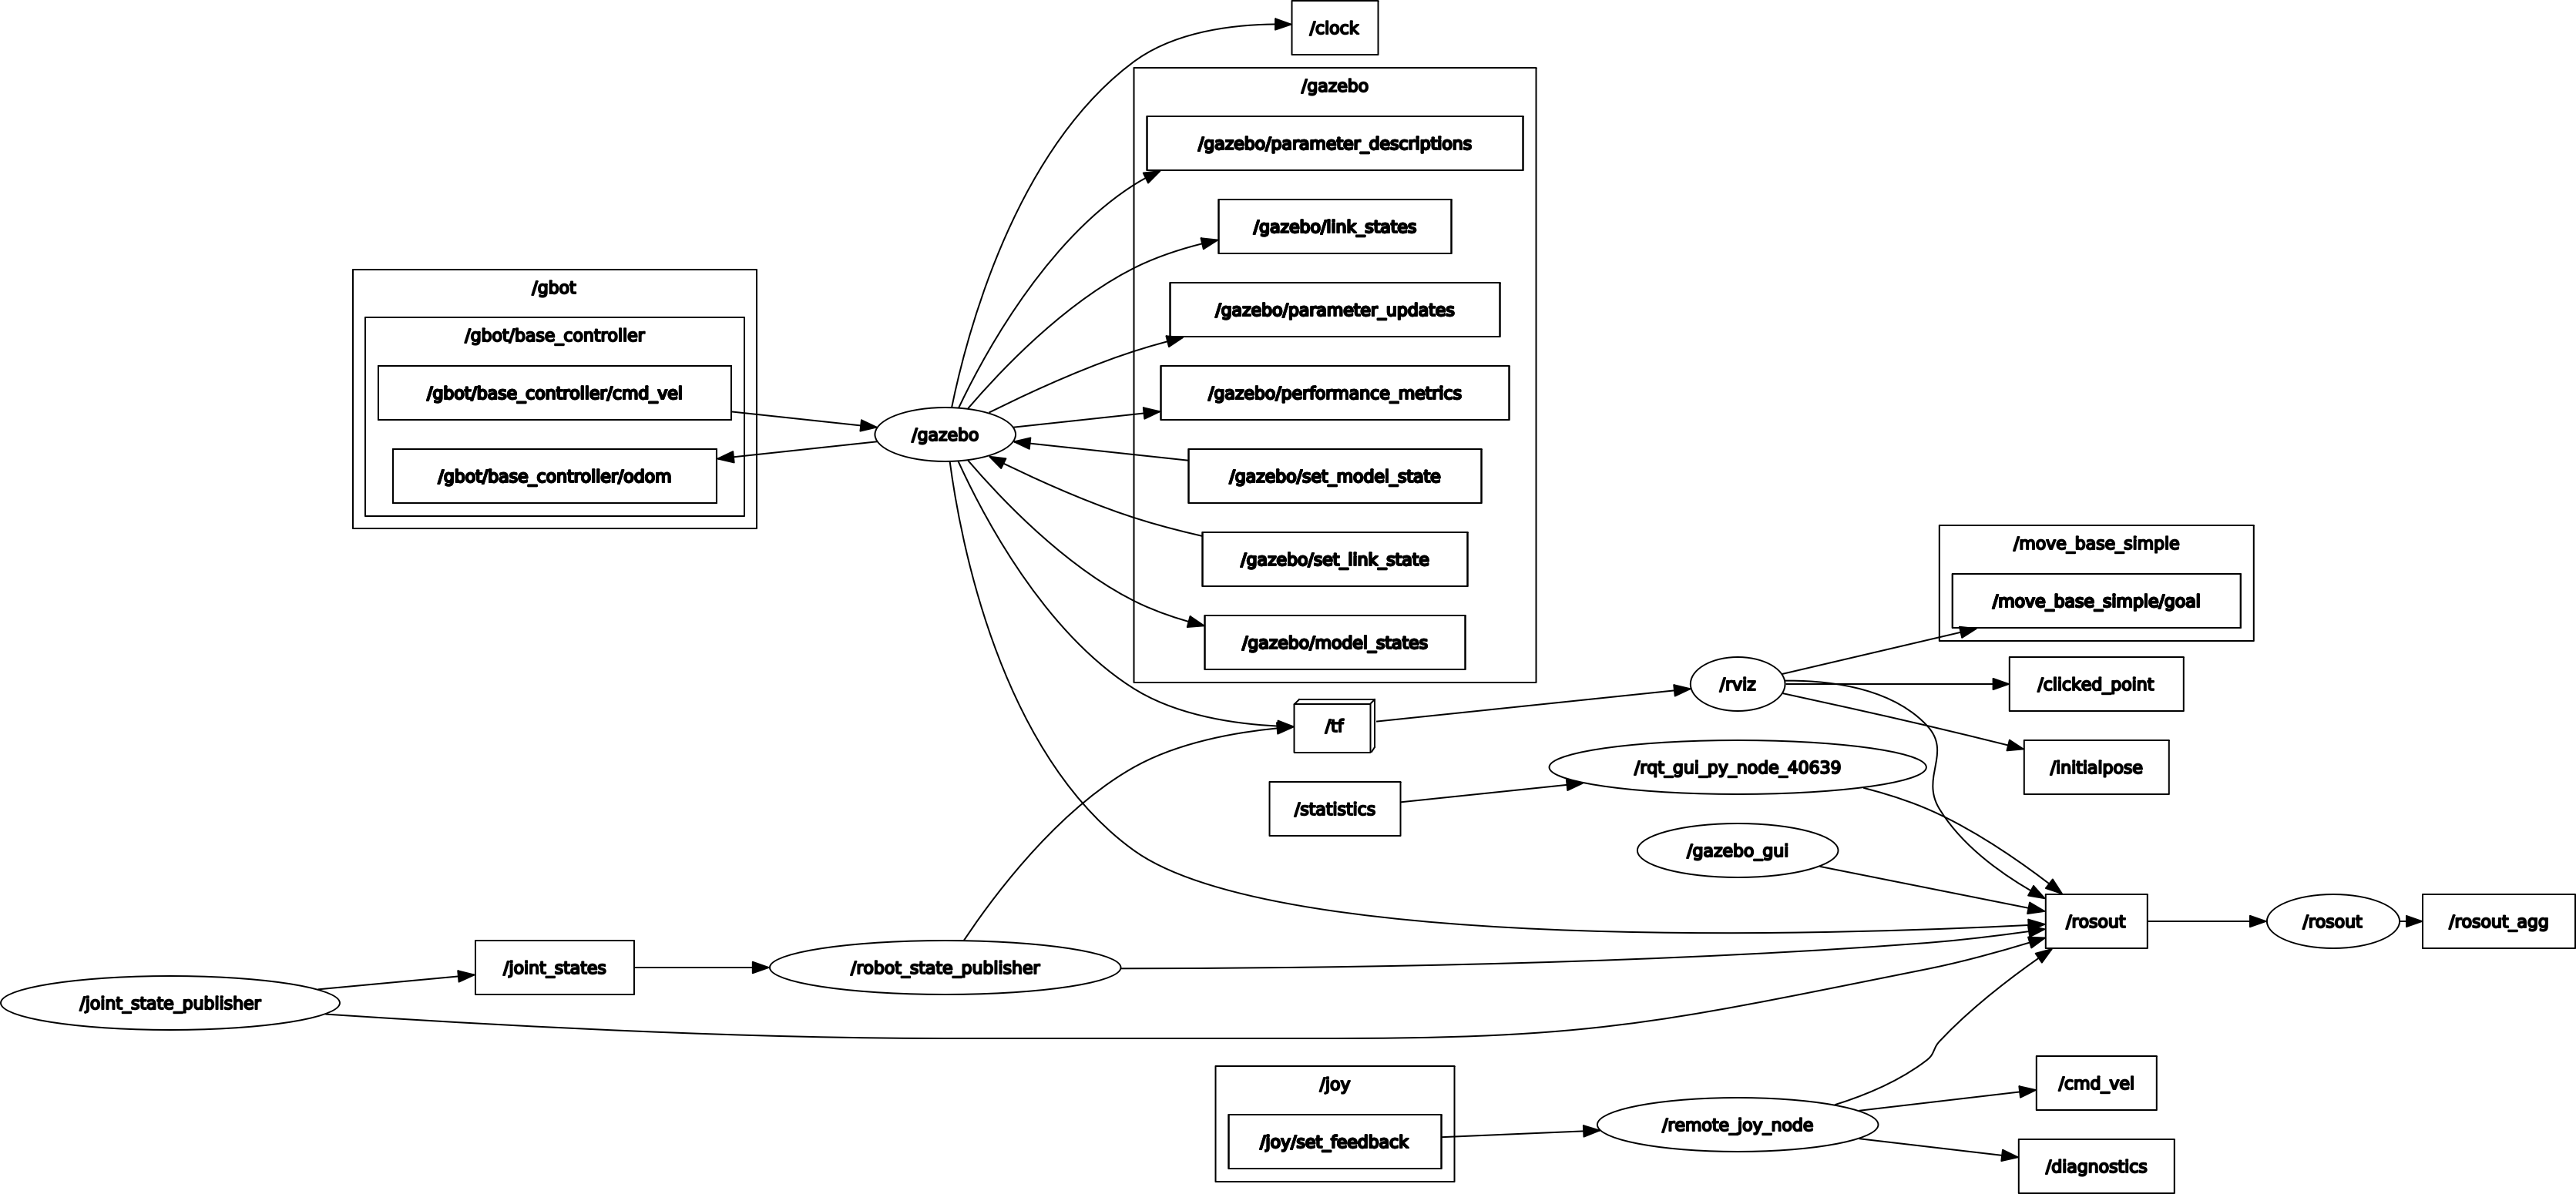 /clock
/gazebo
/gazebo/parameter_descriptions
/gazebo/link_states
/gazebo/parameter_updates
/gazebo/performance_metrics
/gazebo/set_model_state
/gazebo/set_link_state
/gazebo/model_states
/gbot
/gbot/base_controller
/gbot/base_controller/cmd_vel
/gbot/base_controller/odom
/gazebo
/move_base_simple
/move_base_simple/goal
/rviz
/clicked_point
/tf
/initialpose
/rqt_gui_py_node_40639
/statistics
/gazebo_gui
/rosout
/rosout
/rosout_agg
/joint_states
/robot_state_publisher
/joint_state_publisher
/joy
/joy/set_feedback
/remote_joy_node
/cmd_vel
/diagnostics